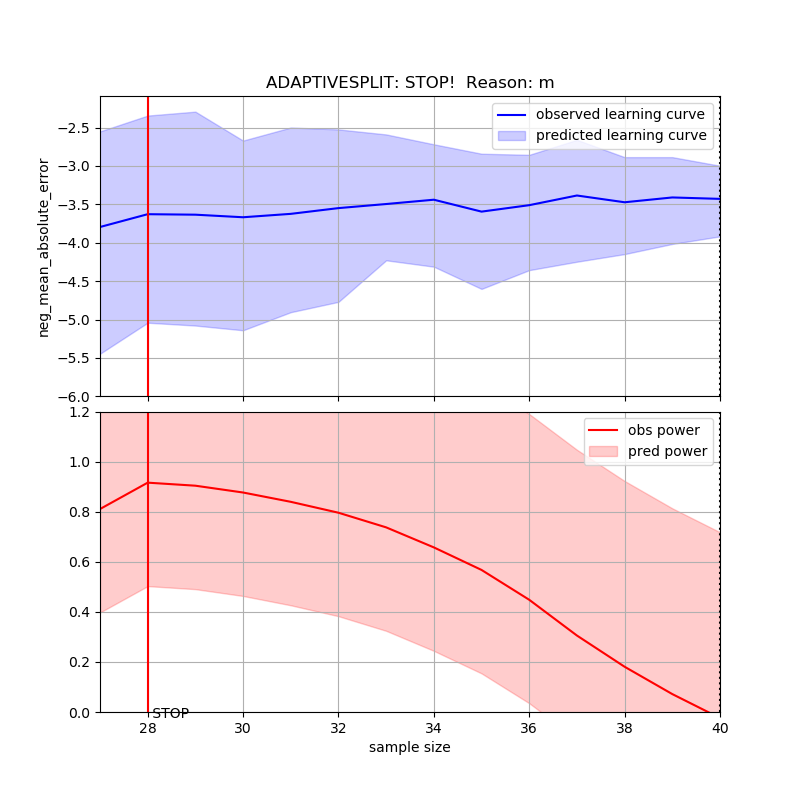 ADAPTIVESPLIT: STOP!  Reason: m
observed learning curve
predicted learning curve
neg_mean_absolute_error
−2.5
−3.0
−3.5
−4.0
−4.5
−5.0
−5.5
−6.0
obs power
pred power
1.2
1.0
0.8
0.6
0.4
0.2
0.0
STOP
28 30 32 34 36 38 40
sample size